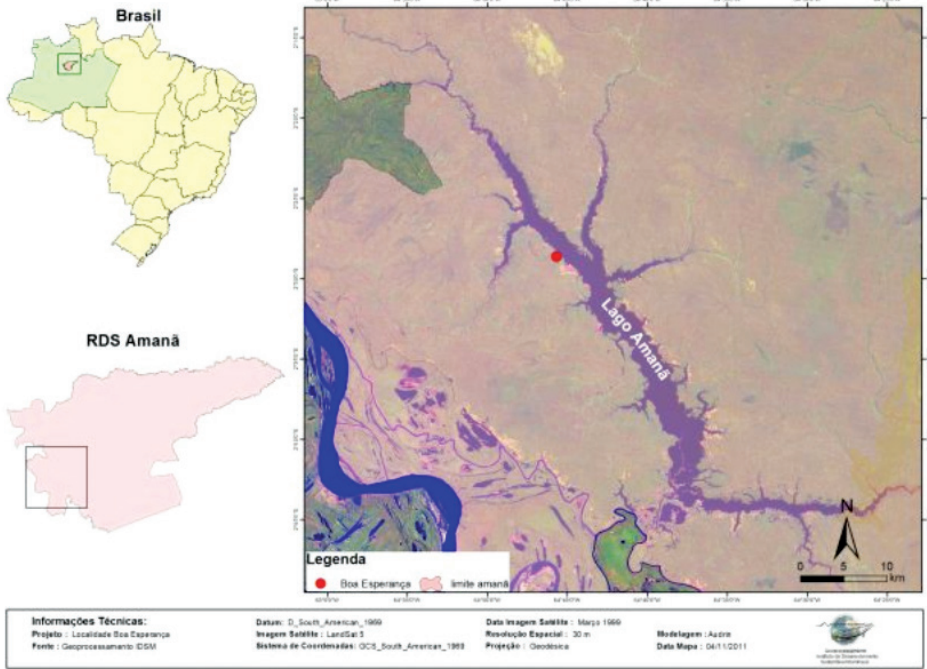 Brasil
RDS Amanã
Lago Amanã
N
0 5 10
km
Legenda
Boa Esperança
limite amanã
Informações Técnicas:
Projeto : Localidade Boa Esperança
Fonte : Geoprocessamento IDSM
Datum: D_South_American_1969
Imagem Satélite : LandSat 5
Sistema de Coordenadas: GCS_South_American_1969
Data Imagem Satélite : Março 1999
Resolução Espacial : 30 m
Projeção : Geodésica
Modelagem : Audrie
Data Mapa : 04/11/2011